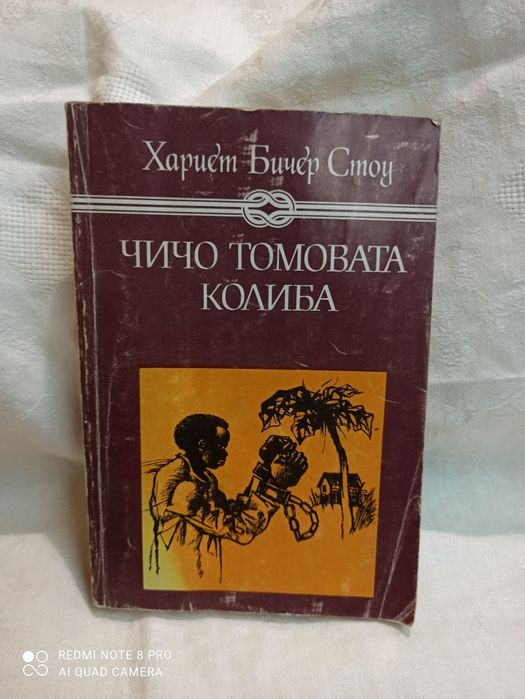 Хариет Бичер Стоу
ЧИЧО ТОМОВАТА
КОЛИБА
REDMI NOTE 8 PRO
AI QUAD CAMERA